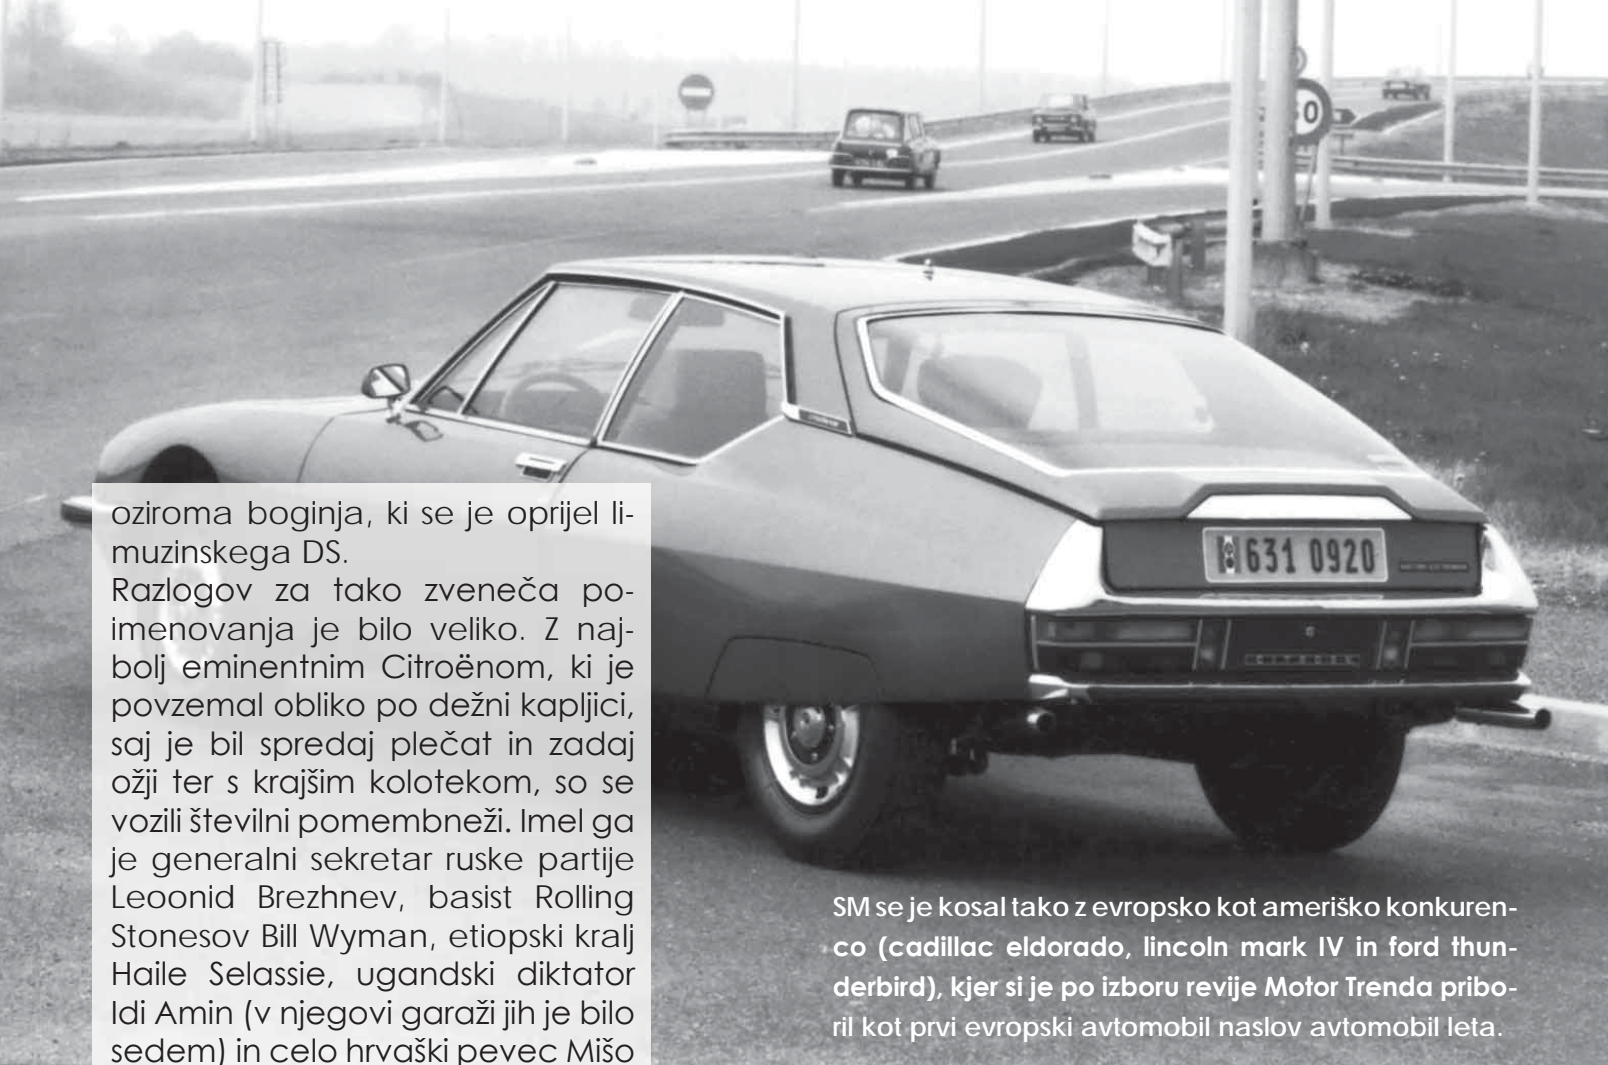 50
631 0920
oziroma boginja, ki se je oprijel li-
muzinskega DS.
Razlogov za tako zveneča po-
imenovanja je bilo veliko. Z naj-
bolj eminentnim Citroënom, ki je
povzemal obliko po dežni kapljici,
saj je bil spredaj plečat in zadaj
ožji ter s krajšim kolotekom, so se
vozili številni pomembneži. Imel ga
je generalni sekretar ruske partije
Leoonid Brezhnev, basist Rolling
Stonesov Bill Wyman, etiopski kralj
Haile Selassie, ugandski diktator
Idi Amin (v njegovi garaži jih je bilo
sedem) in celo hrvaški pevec Mišo
SM se je kosal tako z evropsko kot ameriško konkuren-
co (cadillac eldorado, lincoln mark IV in ford thun-
derbird), kjer si je po izboru revije Motor Trenda pribo-
ril kot prvi evropski avtomobil naslov avtomobil leta.